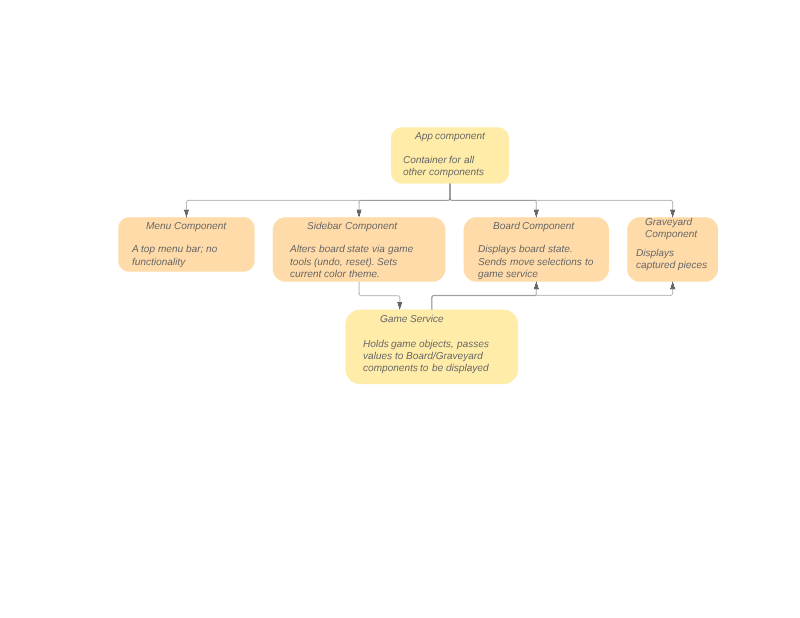 App component
Container for all
other components
Menu Component
A top menu bar; no
functionality
Sidebar Component
Alters board state via game
tools (undo, reset). Sets
current color theme.
Board Component
Displays board state.
Sends move selections to
game service
Graveyard
Component
Displays
captured pieces
Game Service
Holds game objects, passes
values to Board/Graveyard
components to be displayed